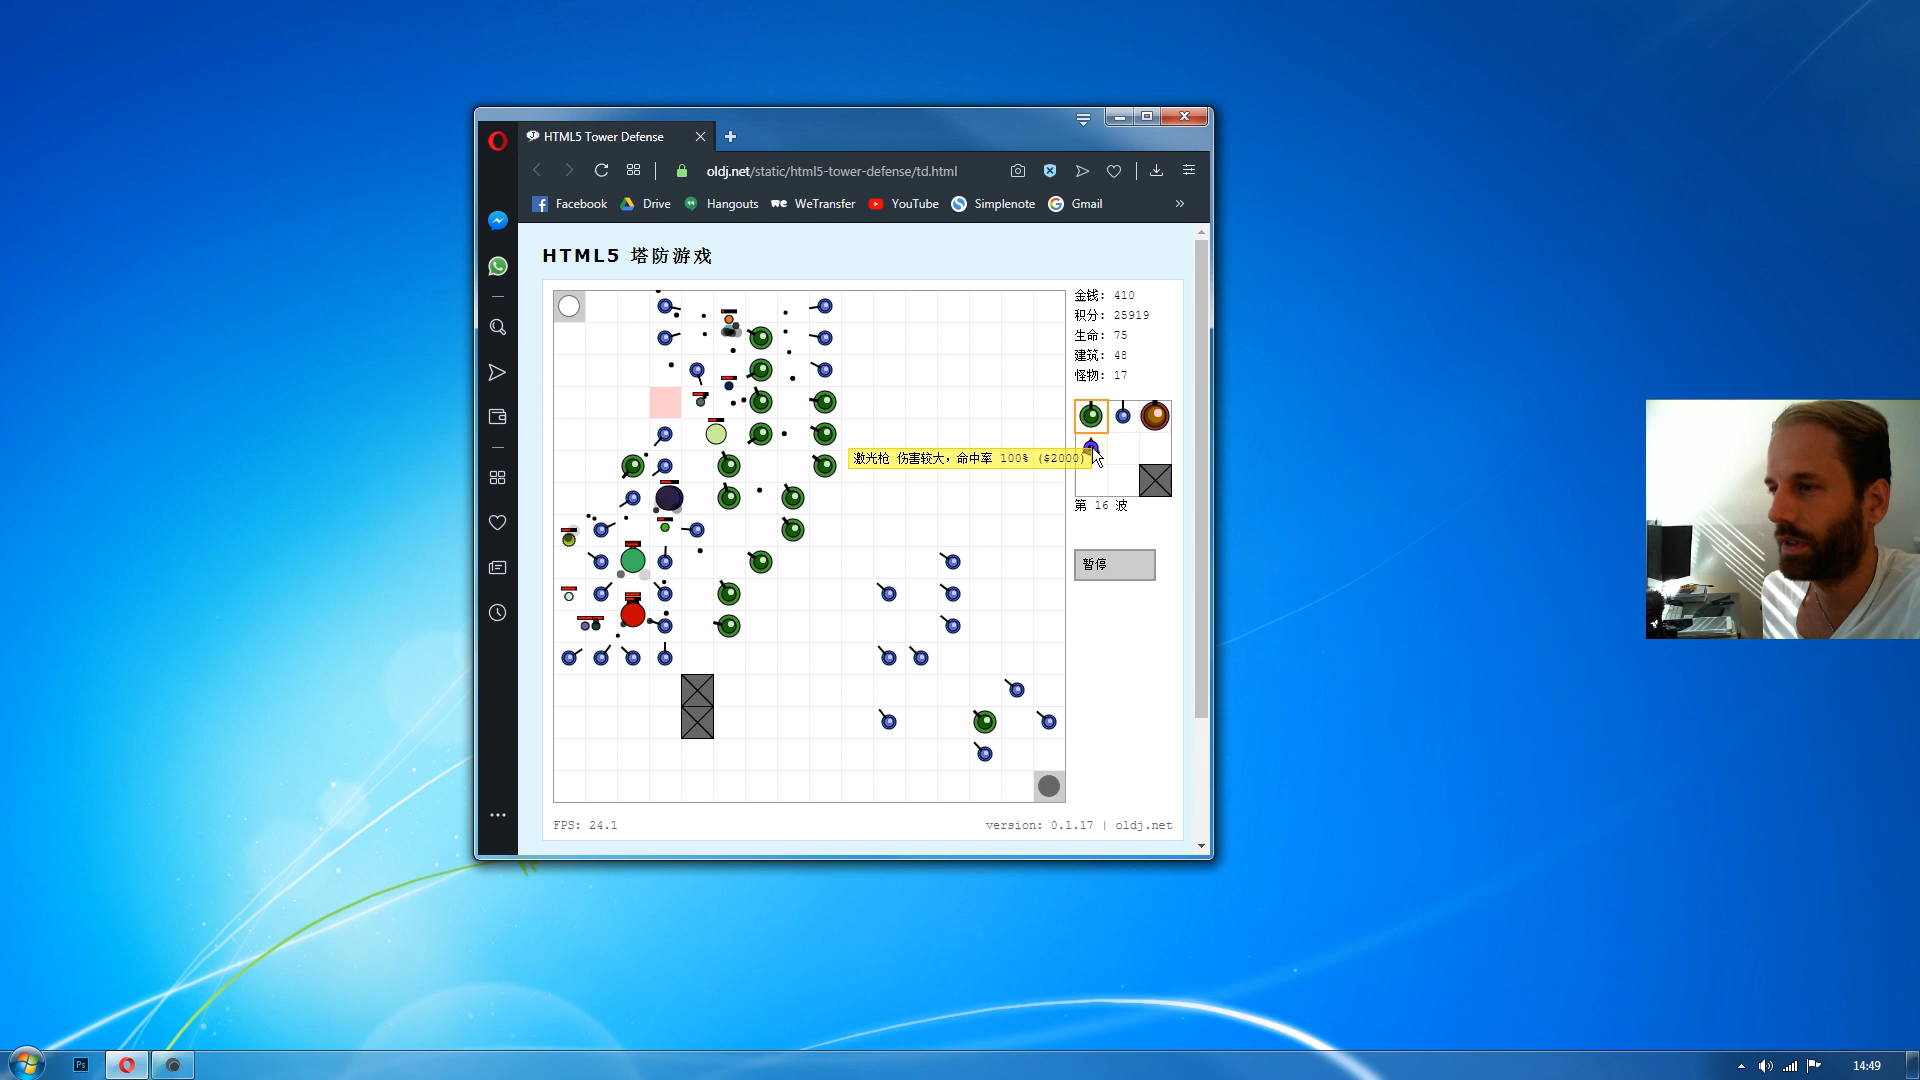 HTML5 Tower Defense
oldj.net/static/html5-tower-defense/td.html
Facebook Drive Hangouts WeTransfer YouTube Simplenote Gmail »
HTML5 塔防游戏
金钱: 410
积分: 25919
生命: 75
建筑: 48
怪物: 17
激光枪 伤害较大，命中率 100% ($2000)
第 16 波
暂停
FPS: 24.1
version: 0.1.17 | oldj.net
Ps
14:49